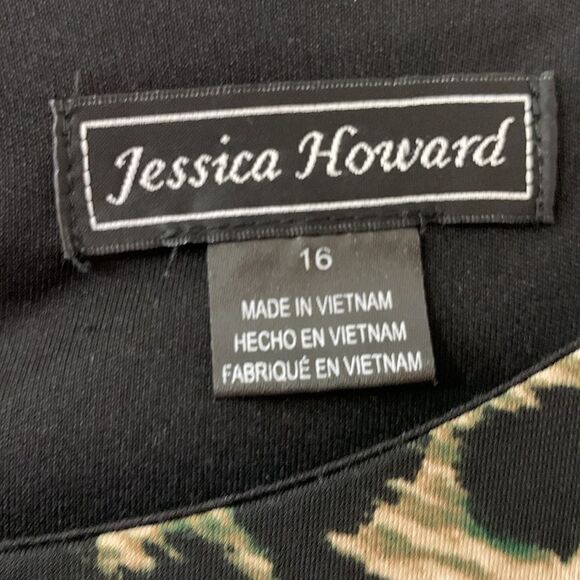 Jessica Howard
16
MADE IN VIETNAM
HECHO EN VIETNAM
FABRIQUÉ EN VIETNAM